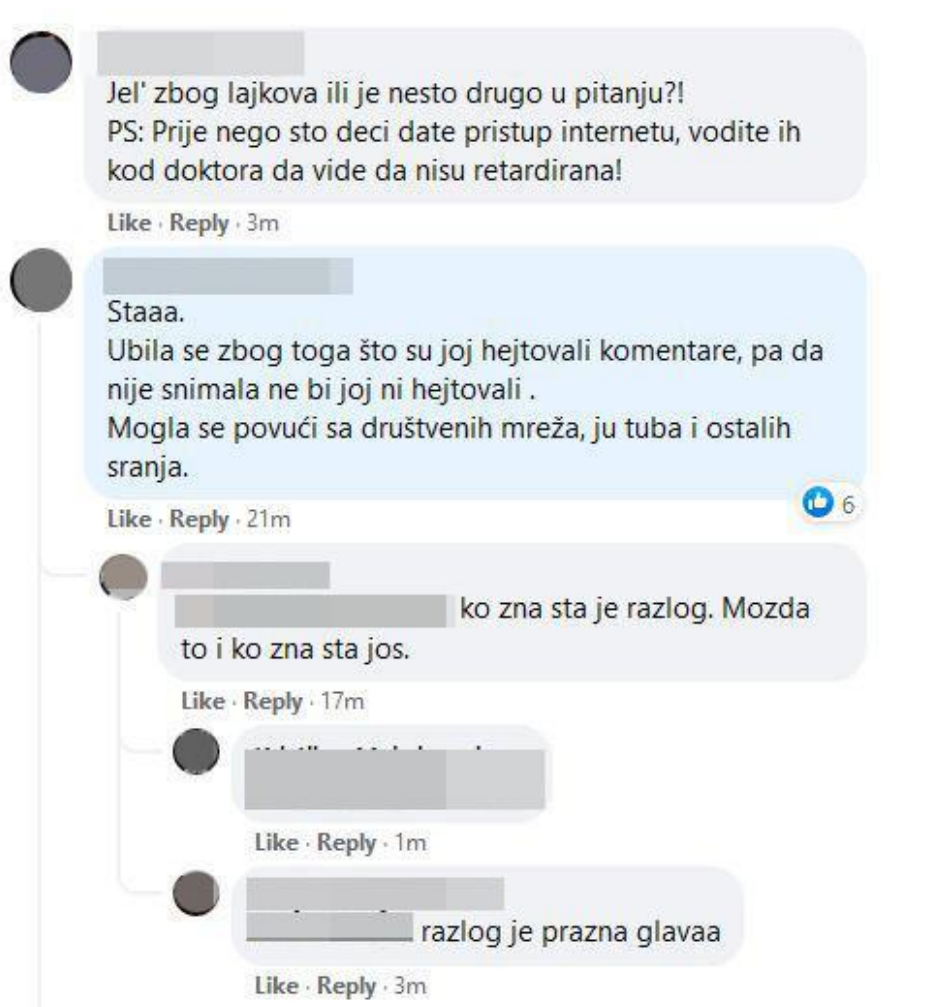 Jel' zbog lajkova ili je nesto drugo u pitanju?!
PS: Prije nego sto deci date pristup internetu, vodite ih
kod doktora da vide da nisu retardirana!
Like · Reply · 3m
Staaa.
Ubila se zbog toga što su joj hejtovali komentare, pa da
nije snimala ne bi joj ni hejtovali .
Mogla se povući sa društvenih mreža, ju tuba i ostalih
sranja.
6
Like · Reply · 21m
ko zna sta je razlog. Mozda
to i ko zna sta jos.
Like · Reply · 17m
Like · Reply · 1m
razlog je prazna glavaa
Like · Reply · 3m